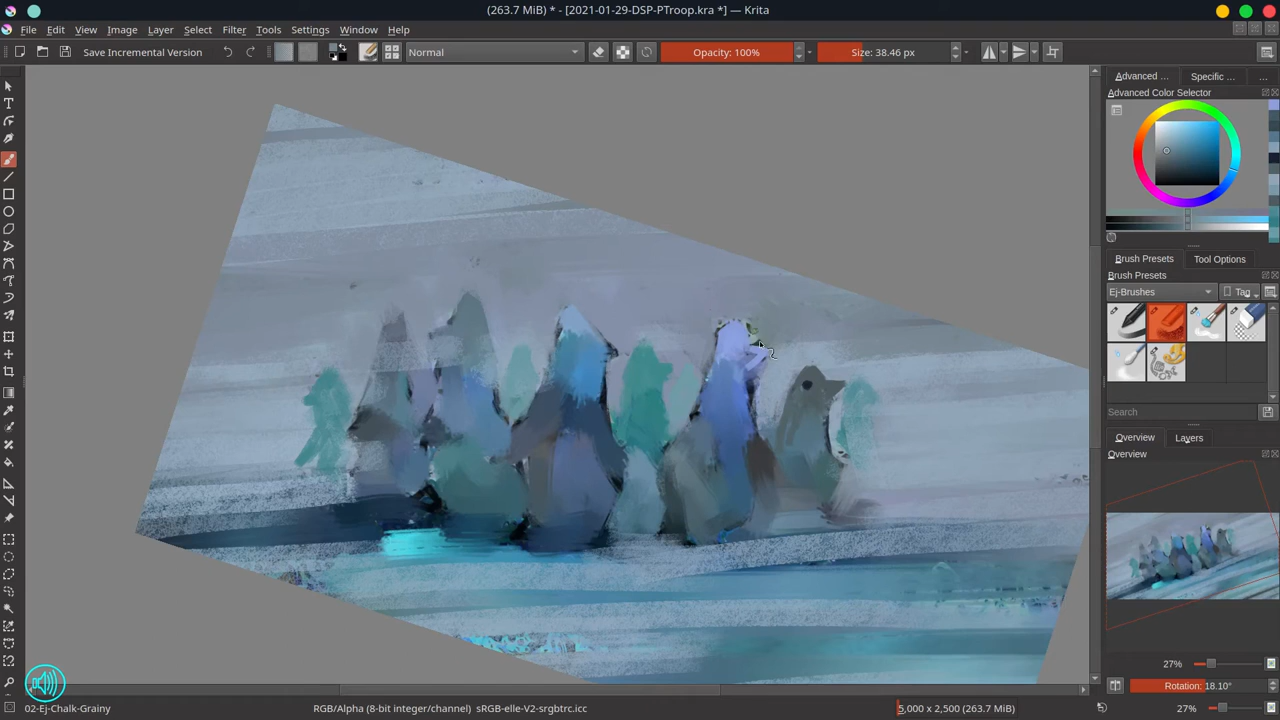 (263.7 MiB) * - [2021-01-29-DSP-PTroop.kra *] — Krita
File Edit View Image Layer Select Filter Tools Settings Window Help
Save Incremental Version Normal Opacity: 100% Size: 38.46 px
Advanced ... Specific ... ...
Advanced Color Selector
Brush Presets Tool Options
Brush Presets
Ej-Brushes Tag
Search
Overview Layers
Overview
27%
Rotation: 18.10°
02-Ej-Chalk-Grainy RGB/Alpha (8-bit integer/channel) sRGB-elle-V2-srgbtrc.icc 5,000 x 2,500 (263.7 MiB) 27%